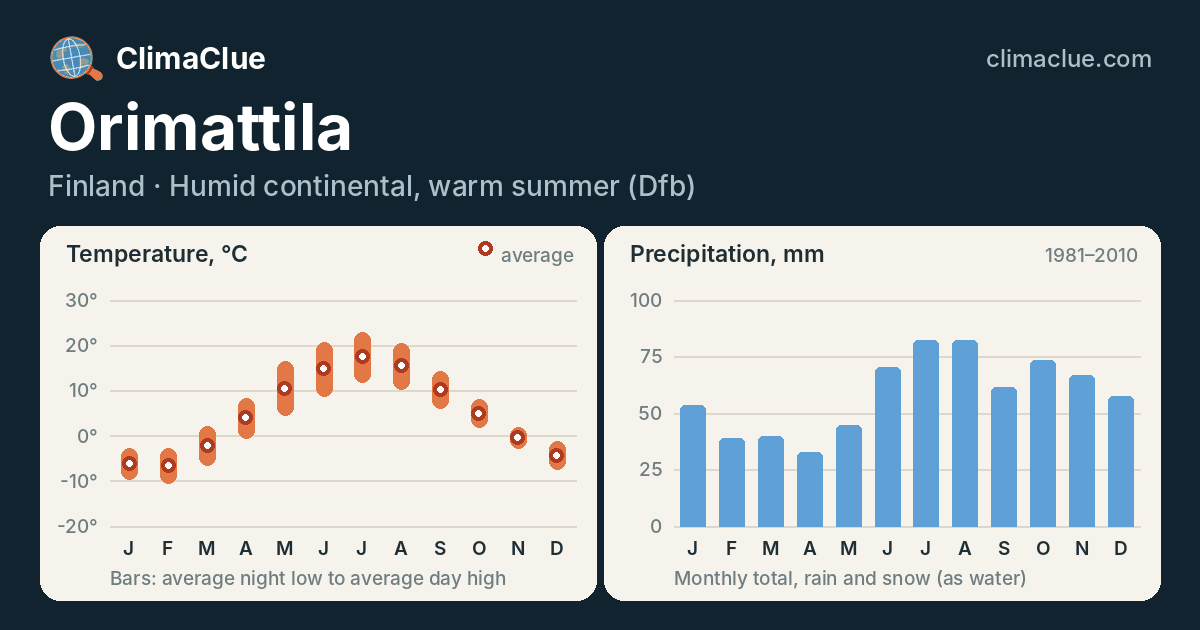 ClimaClue
climaclue.com
Orimattila
Finland · Humid continental, warm summer (Dfb)
Temperature, °C
average
30°
20°
10°
0°
-10°
-20°
J F M A M J J A S O N D
Bars: average night low to average day high
Precipitation, mm
1981–2010
100
75
50
25
0
J F M A M J J A S O N D
Monthly total, rain and snow (as water)